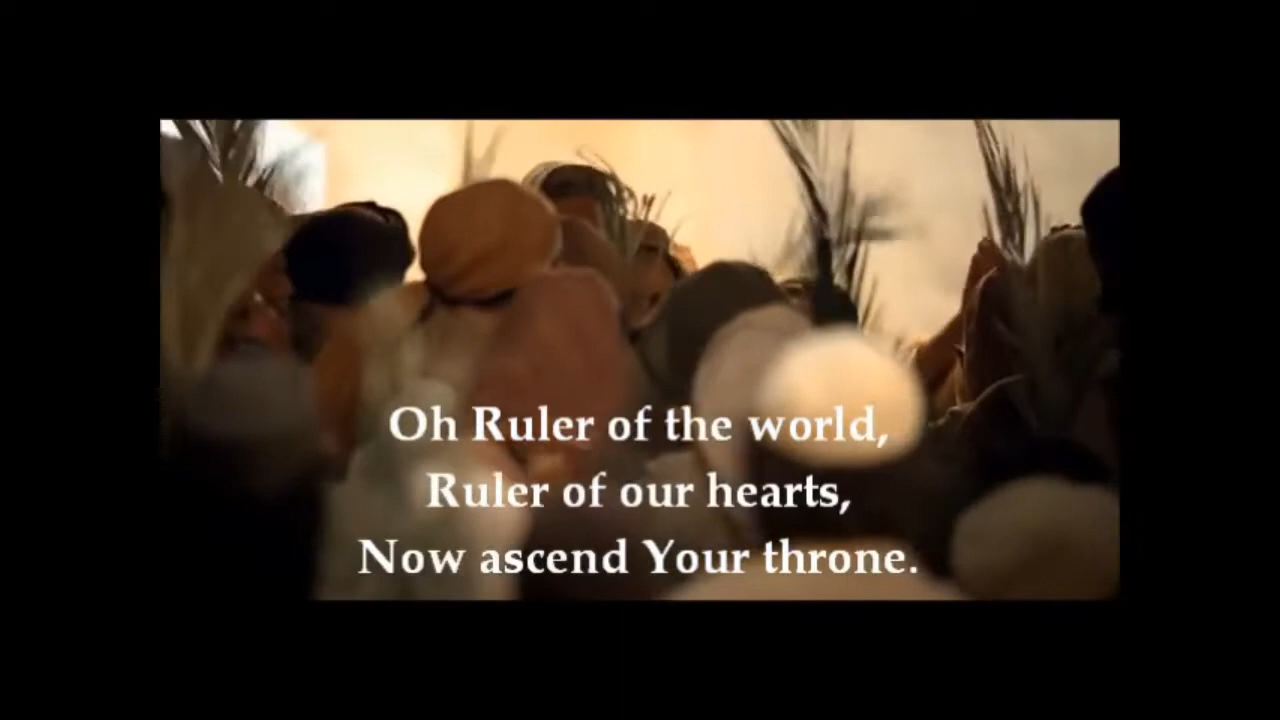 Oh Ruler of the world,
Ruler of our hearts,
Now ascend Your throne.